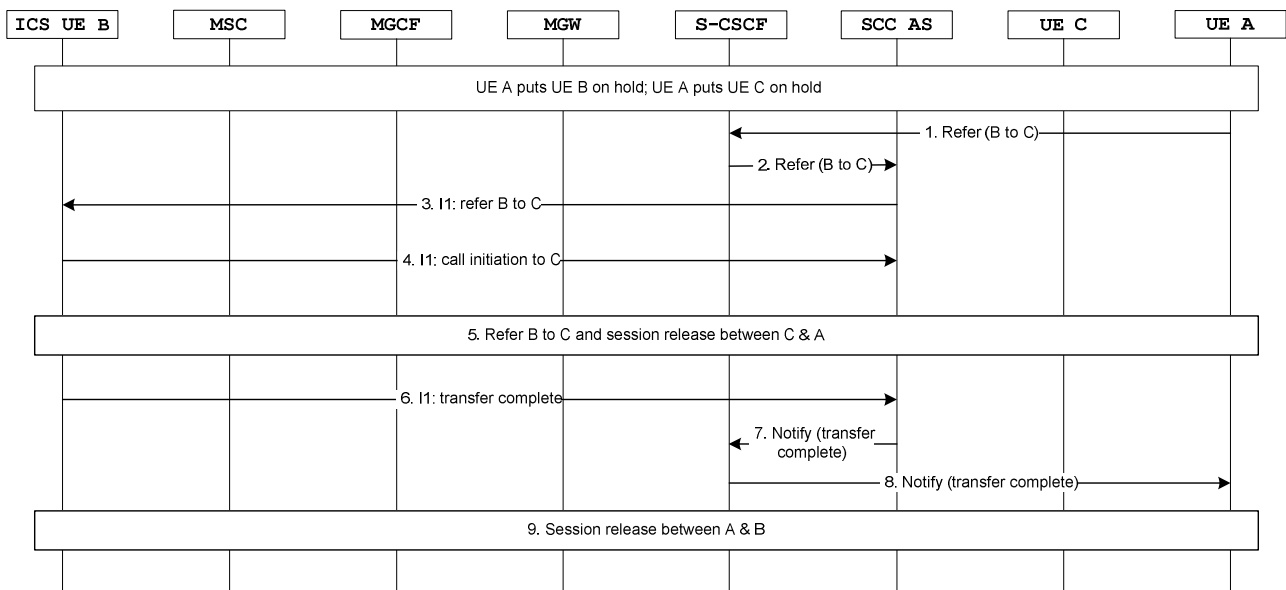 ICS UE B MSC MGCF MGW S-CSCF SCC AS UE C UE A
UE A puts UE B on hold; UE A puts UE C on hold
1. Refer (B to C)
2. Refer (B to C)
3. I1: refer B to C
4. I1: call initiation to C
5. Refer B to C and session release between C & A
6. I1: transfer complete
7. Notify (transfer
complete)
8. Notify (transfer complete)
9. Session release between A & B